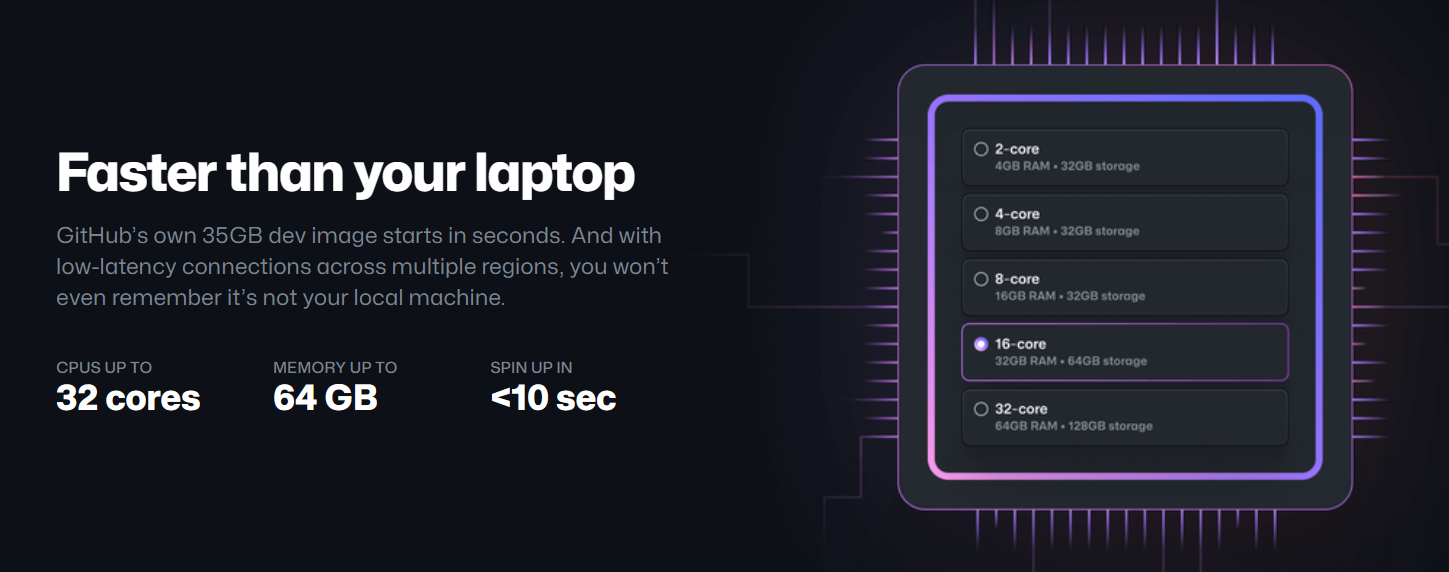 Faster than your laptop
GitHub’s own 35GB dev image starts in seconds. And with
low-latency connections across multiple regions, you won’t
even remember it’s not your local machine.
CPUS UP TO
32 cores
MEMORY UP TO
64 GB
SPIN UP IN
<10 sec
2-core
4GB RAM • 32GB storage
4-core
8GB RAM • 32GB storage
8-core
16GB RAM • 32GB storage
16-core
32GB RAM • 64GB storage
32-core
64GB RAM • 128GB storage